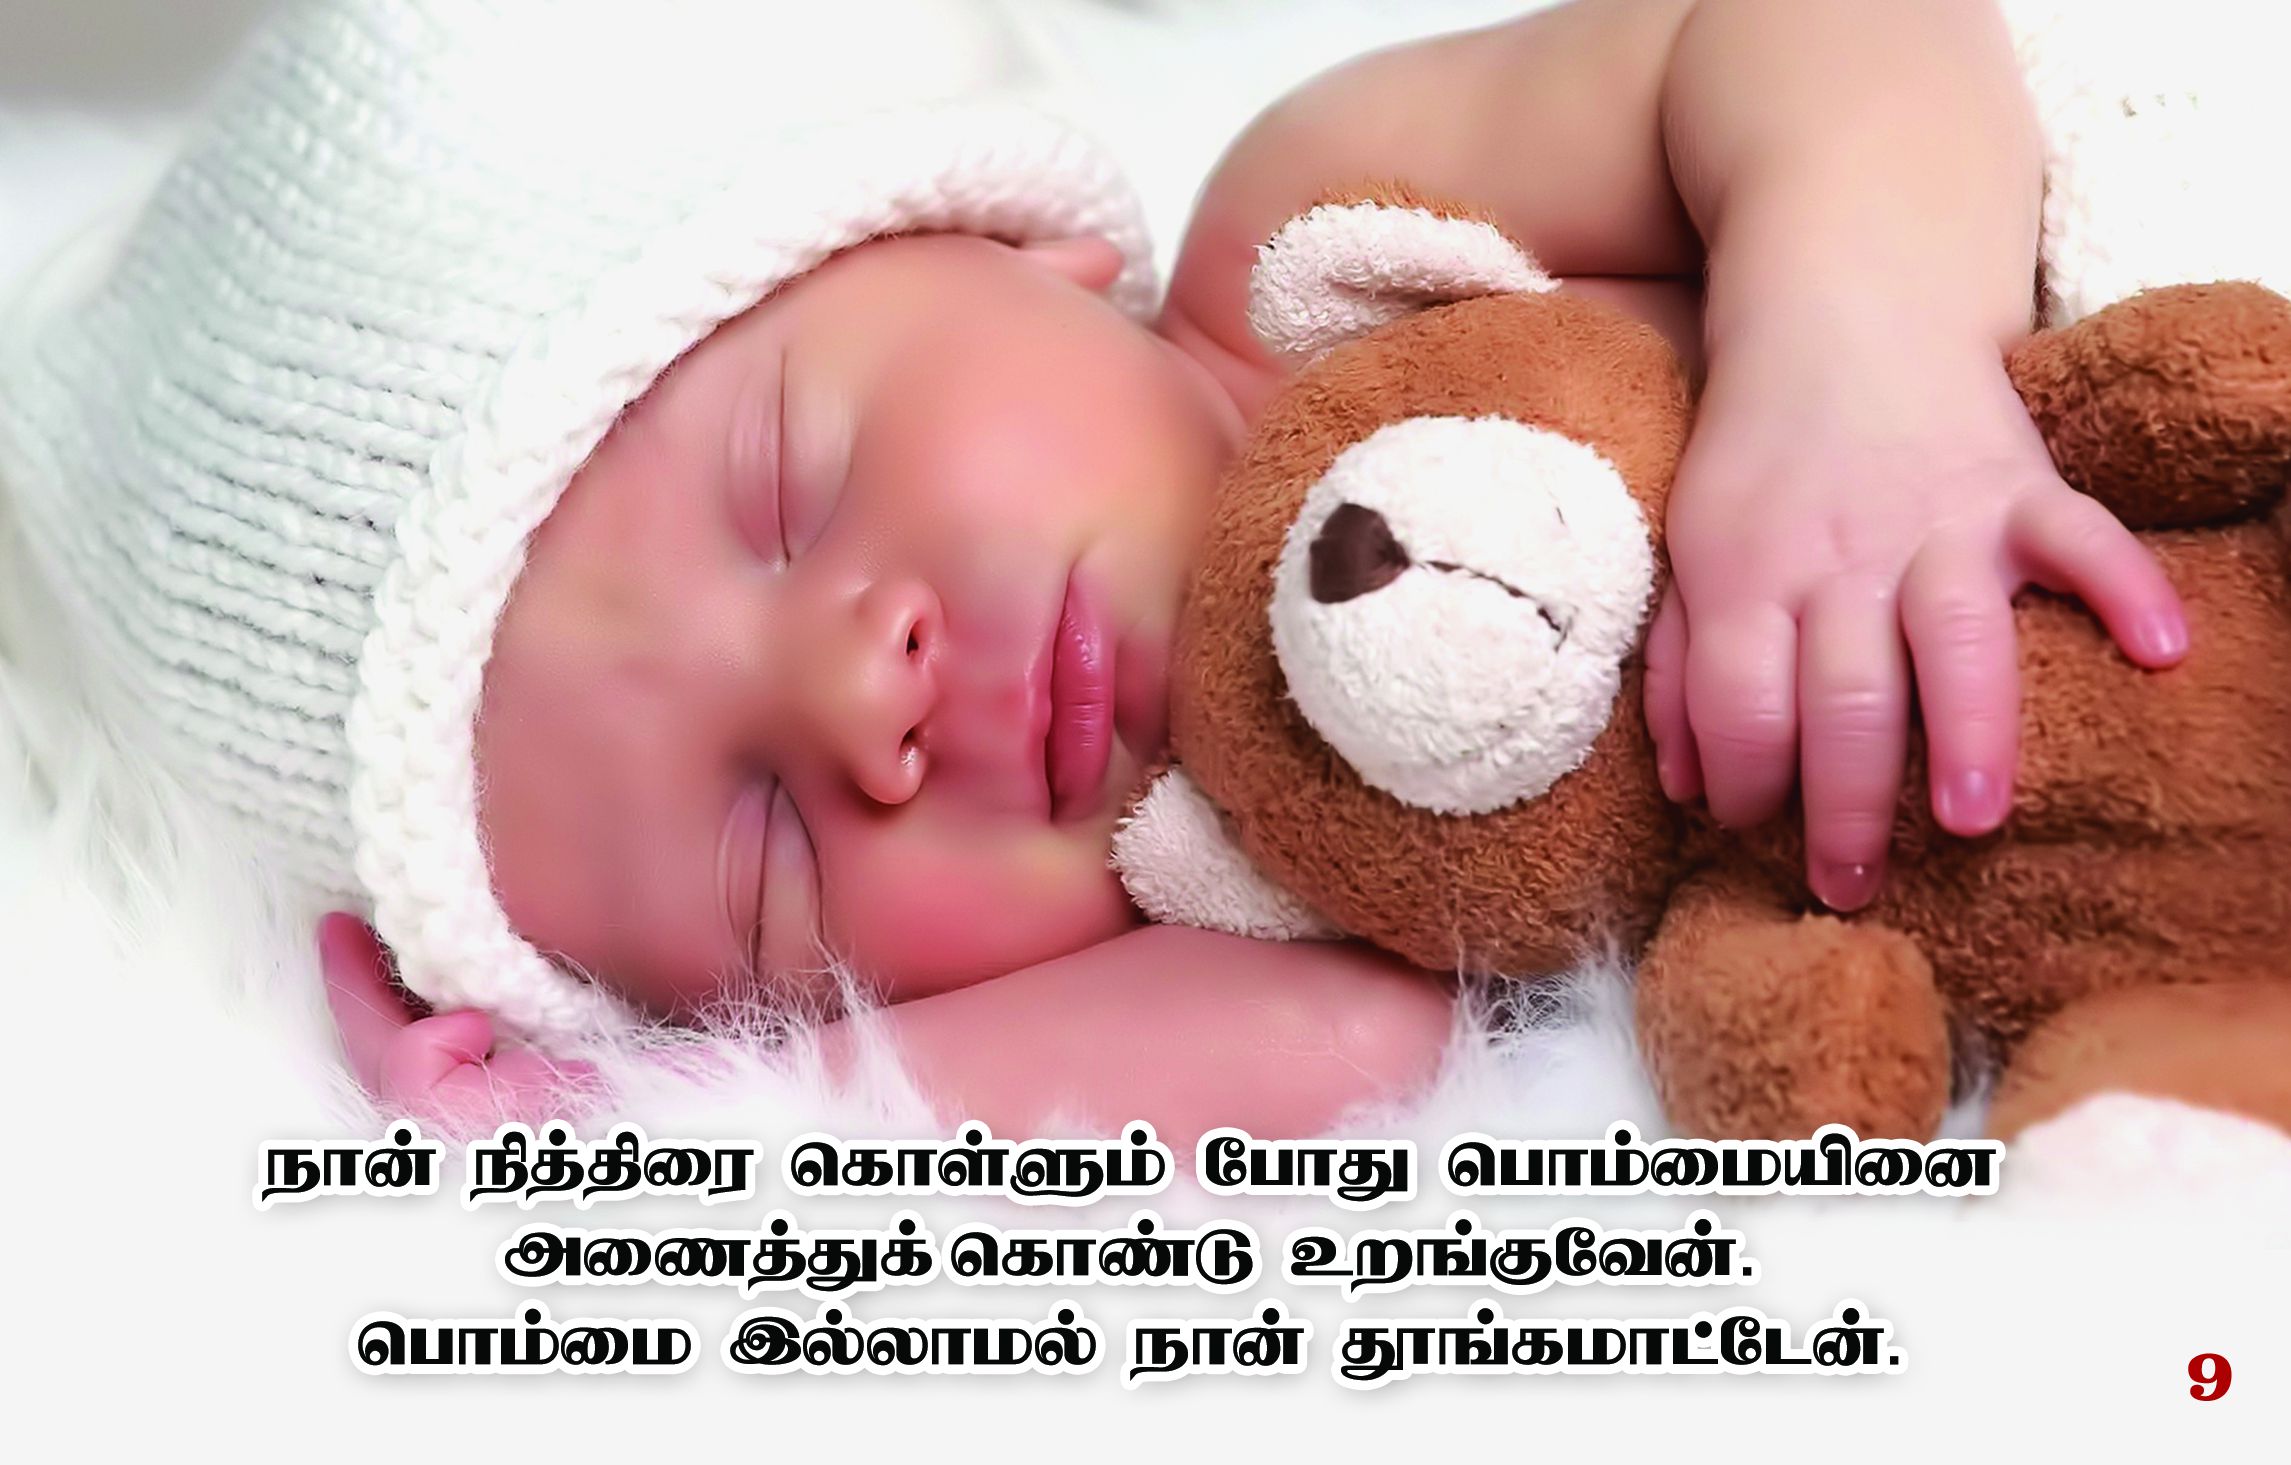 நான் நித்திரை கொள்ளும் போது பொம்மையினை
அணைத்துக் கொண்டு உறங்குவேன்.
பொம்மை இல்லாமல் நான் தூங்கமாட்டேன்.
9